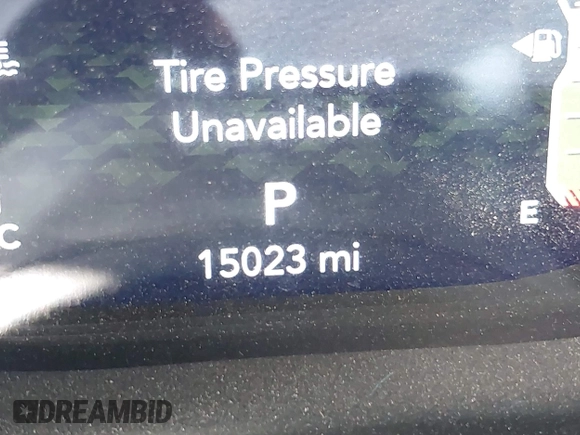 Tire Pressure
Unavailable
P
E
C
15023 mi
DREAMBID